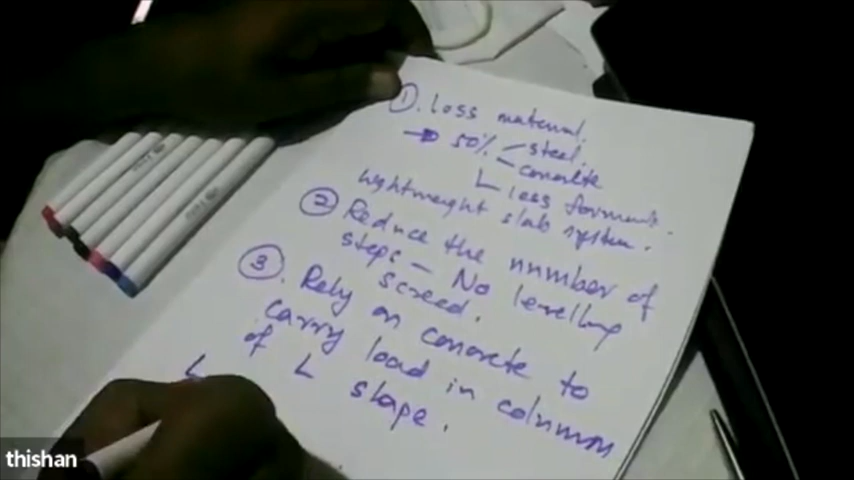 ① . Loss material.
→ 50% - steel.
- concrete
L less formwork.
lightweight slab system.
② Reduce the number of
steps - No levelling
screed.
③ . Rely on concrete to
carry load in column
of L shape.
L
thishan